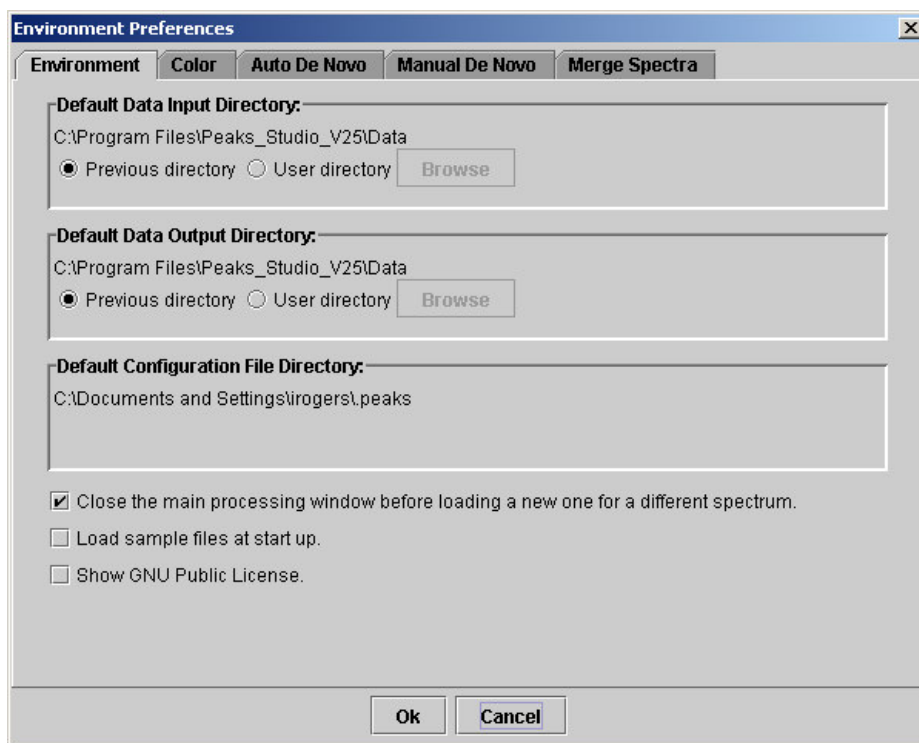 Environment Preferences
Environment Color Auto De Novo Manual De Novo Merge Spectra
Default Data Input Directory:
C:\Program Files\Peaks_Studio_V25\Data
Previous directory User directory Browse
Default Data Output Directory:
C:\Program Files\Peaks_Studio_V25\Data
Previous directory User directory Browse
Default Configuration File Directory:
C:\Documents and Settings\irogers\.peaks
Close the main processing window before loading a new one for a different spectrum.
Load sample files at start up.
Show GNU Public License.
Ok Cancel